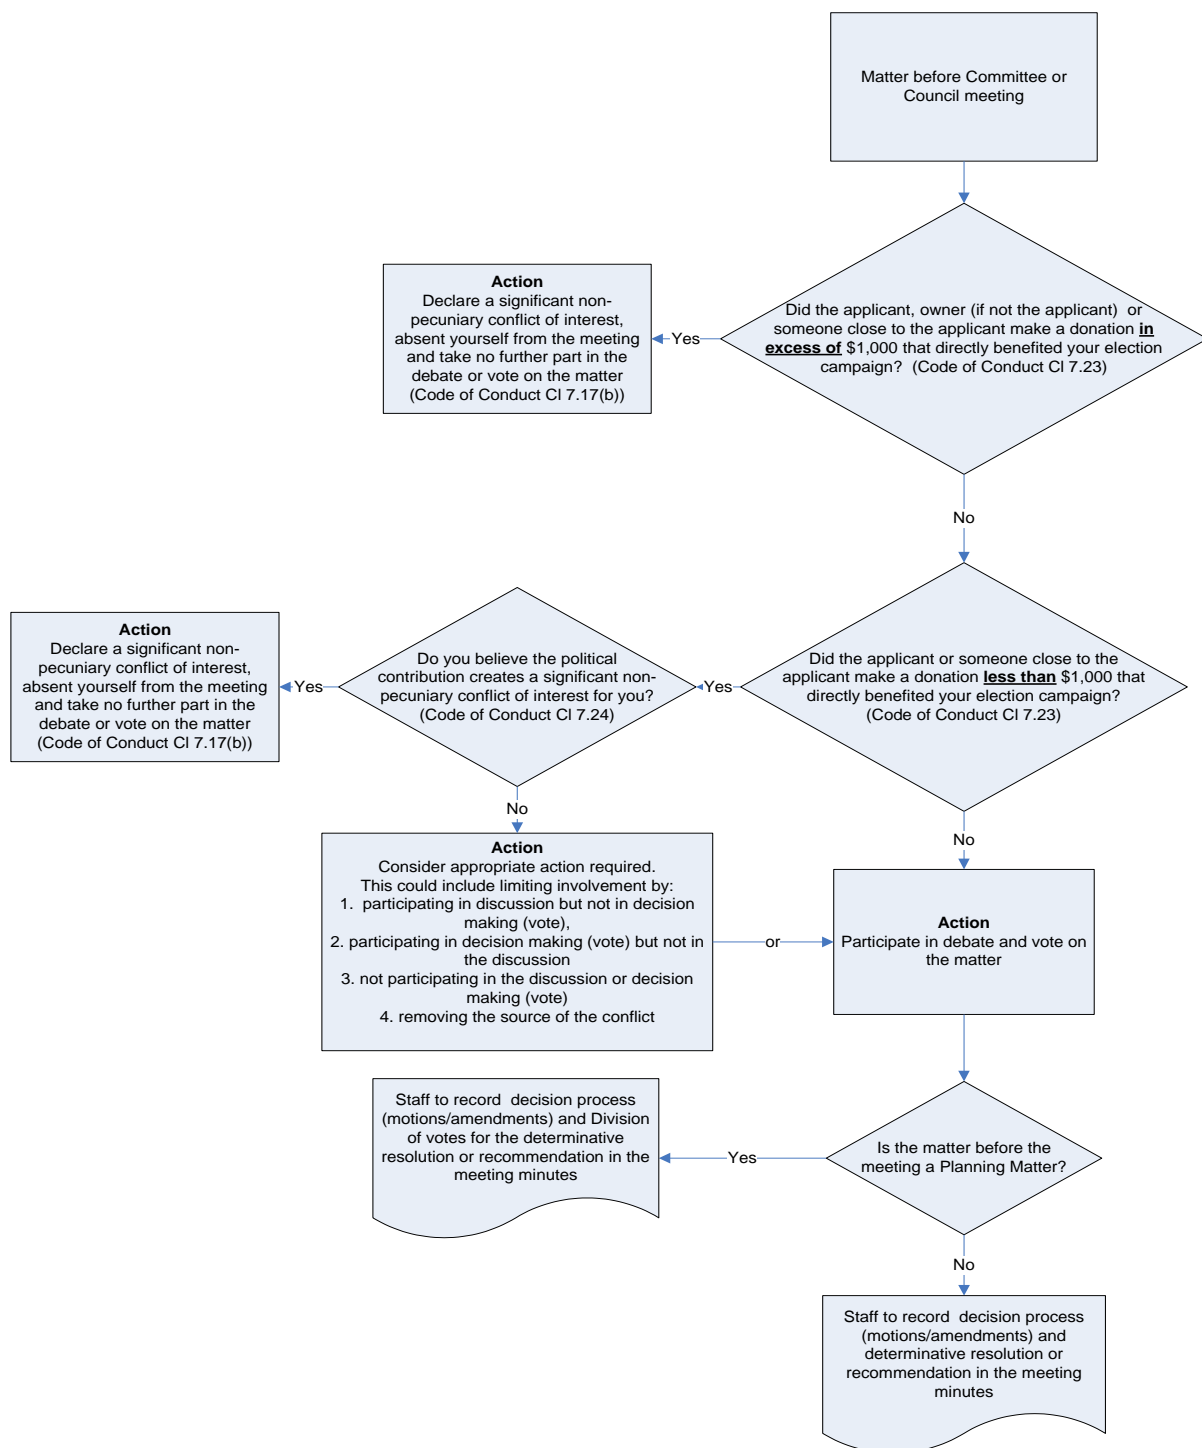 Matter before Committee or
Council meeting
Did the applicant, owner (if not the applicant)  or
someone close to the applicant make a donation in
excess of $1,000 that directly benefited your election
campaign?  (Code of Conduct Cl 7.23)
Yes
Action
Declare a significant non-
pecuniary conflict of interest,
absent yourself from the meeting
and take no further part in the
debate or vote on the matter
(Code of Conduct Cl 7.17(b))
No
Did the applicant or someone close to the
applicant make a donation less than $1,000 that
directly benefited your election campaign?
(Code of Conduct Cl 7.23)
Yes
Do you believe the political
contribution creates a significant non-
pecuniary conflict of interest for you?
(Code of Conduct Cl 7.24)
Yes
Action
Declare a significant non-
pecuniary conflict of interest,
absent yourself from the meeting
and take no further part in the
debate or vote on the matter
(Code of Conduct Cl 7.17(b))
No
Action
Consider appropriate action required.
This could include limiting involvement by:
1.  participating in discussion but not in decision
making (vote),
2. participating in decision making (vote) but not in
the discussion
3. not participating in the discussion or decision
making (vote)
4. removing the source of the conflict
or
No
Action
Participate in debate and vote on
the matter
Is the matter before the
meeting a Planning Matter?
Yes
Staff to record  decision process
(motions/amendments) and Division
of votes for the determinative
resolution or recommendation in the
meeting minutes
No
Staff to record  decision process
(motions/amendments) and
determinative resolution or
recommendation in the meeting
minutes